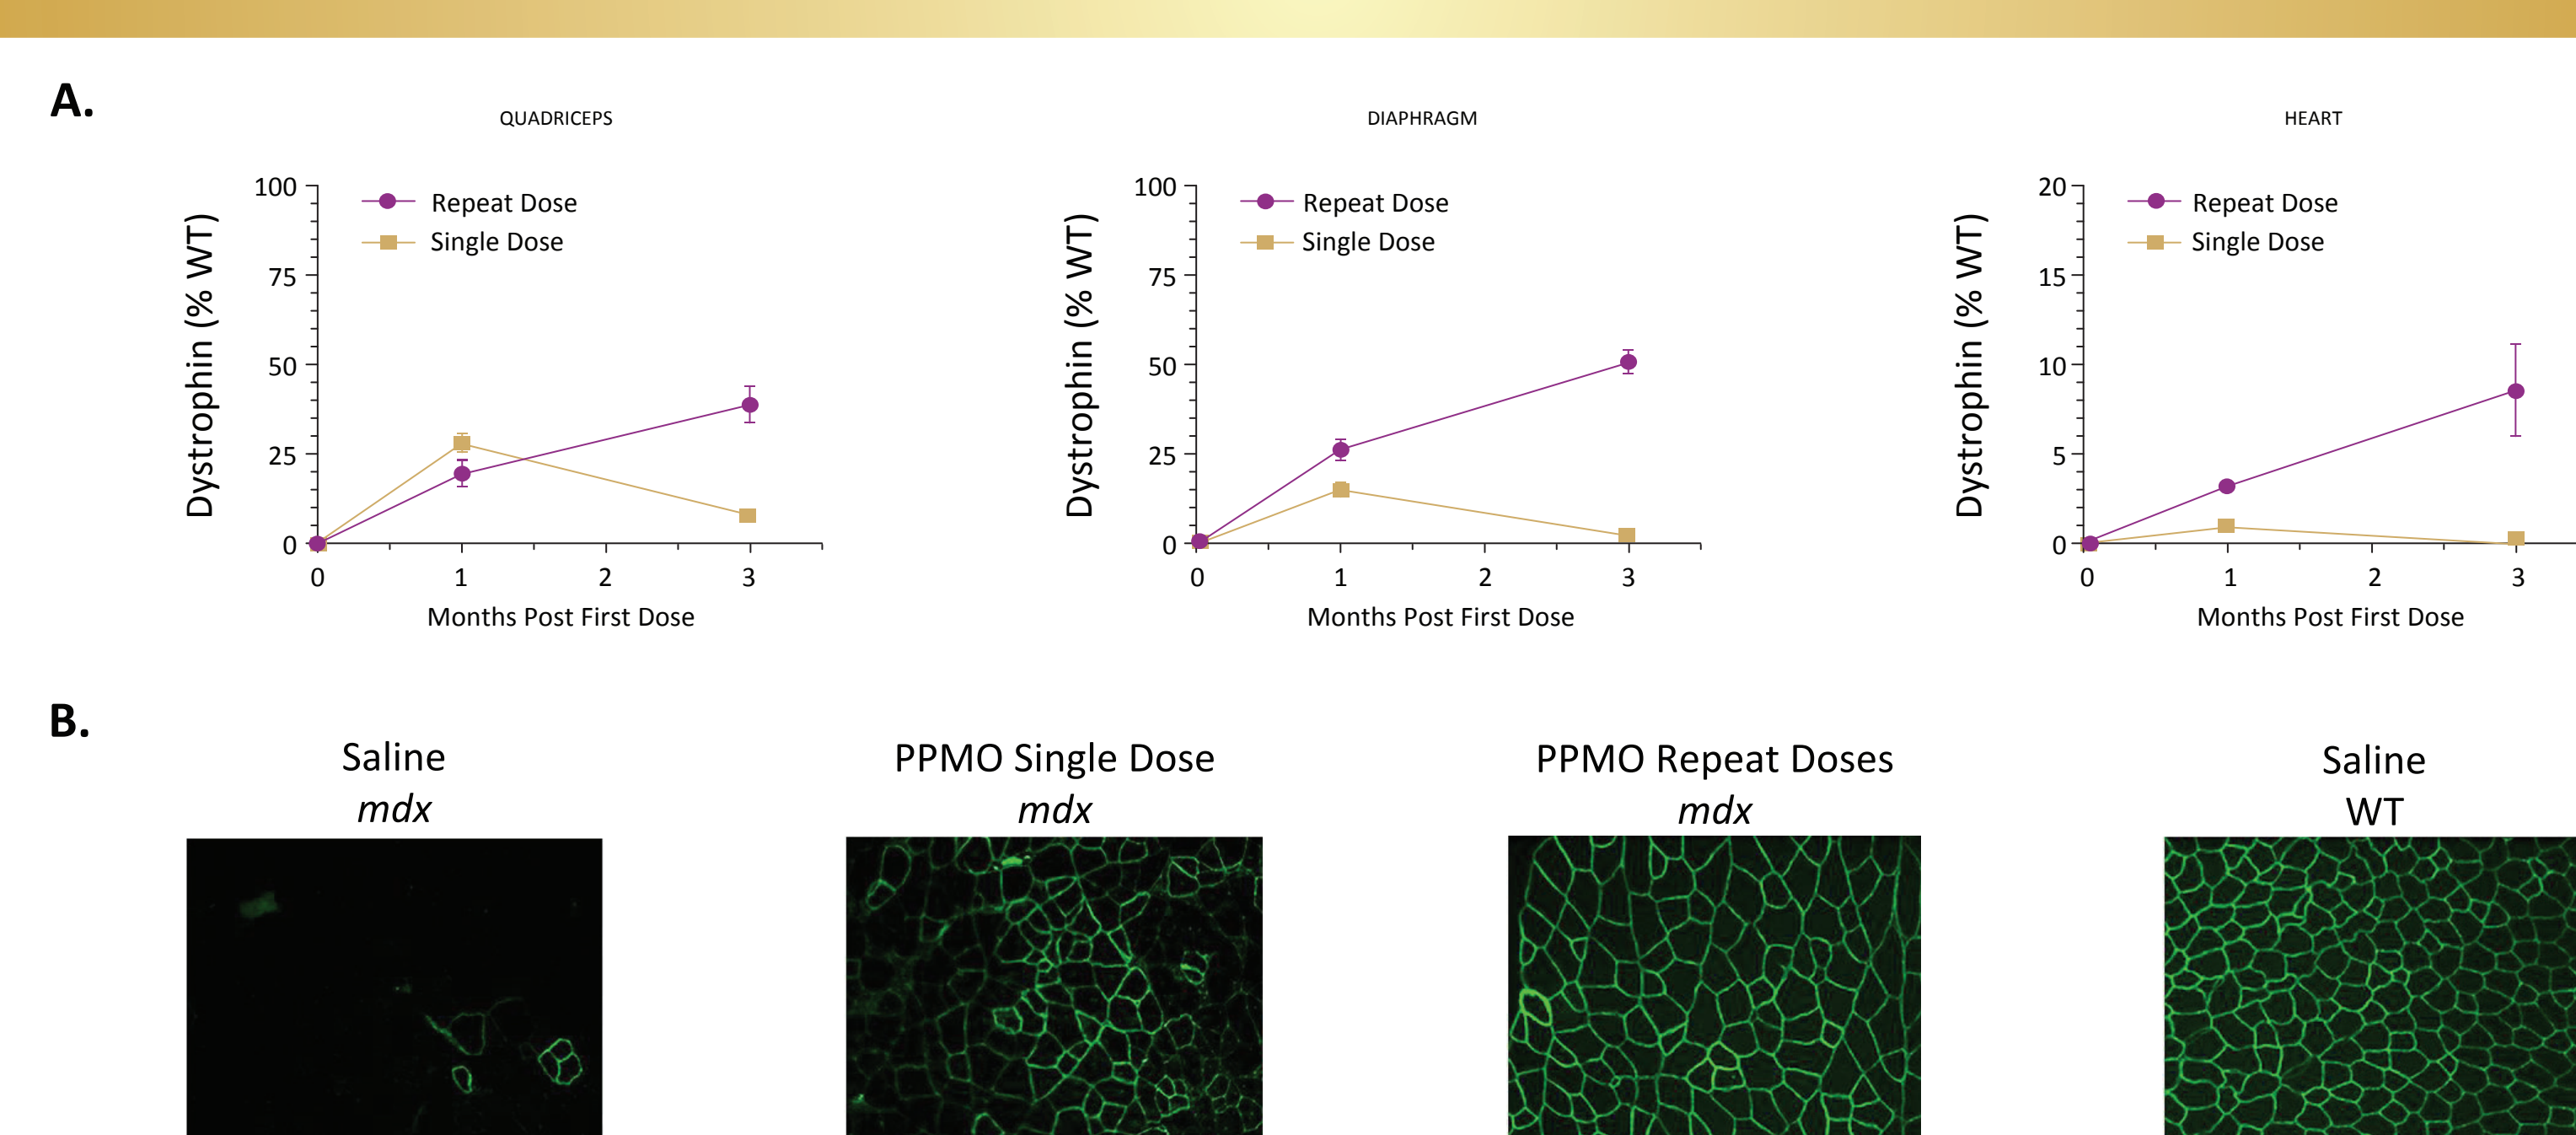 A.
QUADRICEPS
100
75
50
25
0
Dystrophin (% WT)
Repeat Dose
Single Dose
0 1 2 3
Months Post First Dose
DIAPHRAGM
100
75
50
25
0
Dystrophin (% WT)
Repeat Dose
Single Dose
0 1 2 3
Months Post First Dose
HEART
20
15
10
5
0
Dystrophin (% WT)
Repeat Dose
Single Dose
0 1 2 3
Months Post First Dose
B.
Saline
mdx
PPMO Single Dose
mdx
PPMO Repeat Doses
mdx
Saline
WT